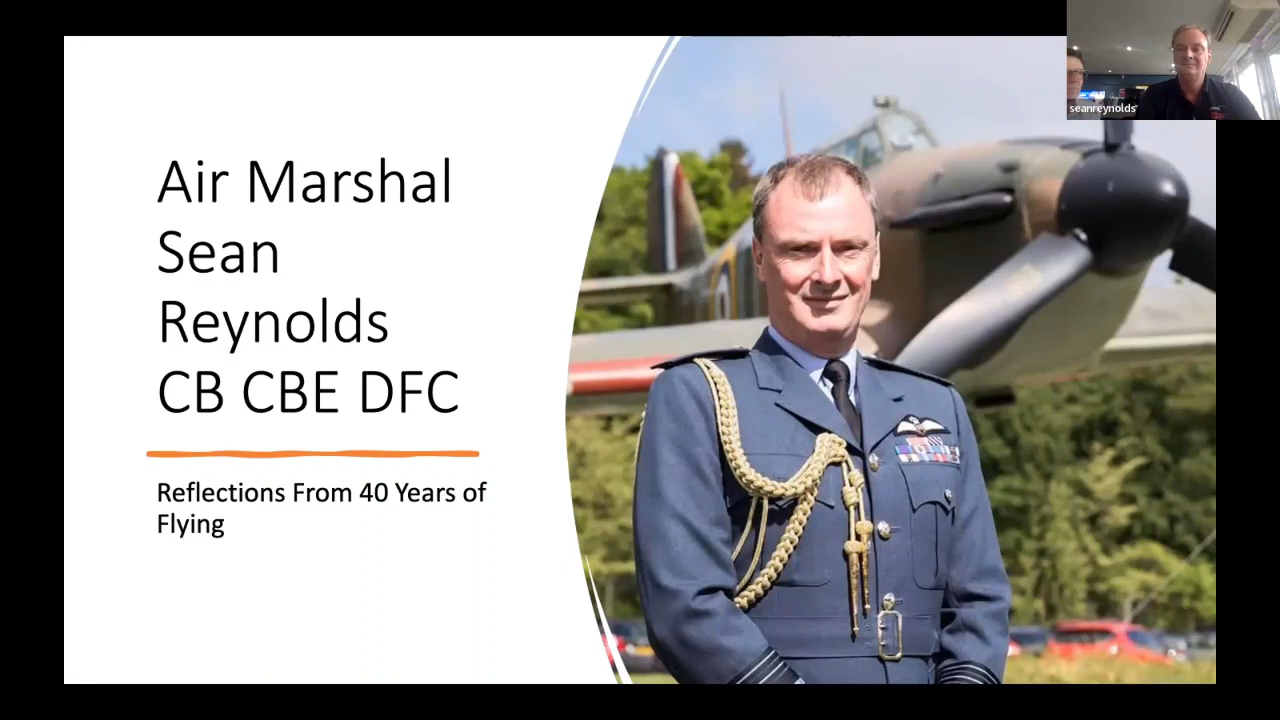 seanreynolds
Air Marshal
Sean
Reynolds
CB CBE DFC
Reflections From 40 Years of
Flying